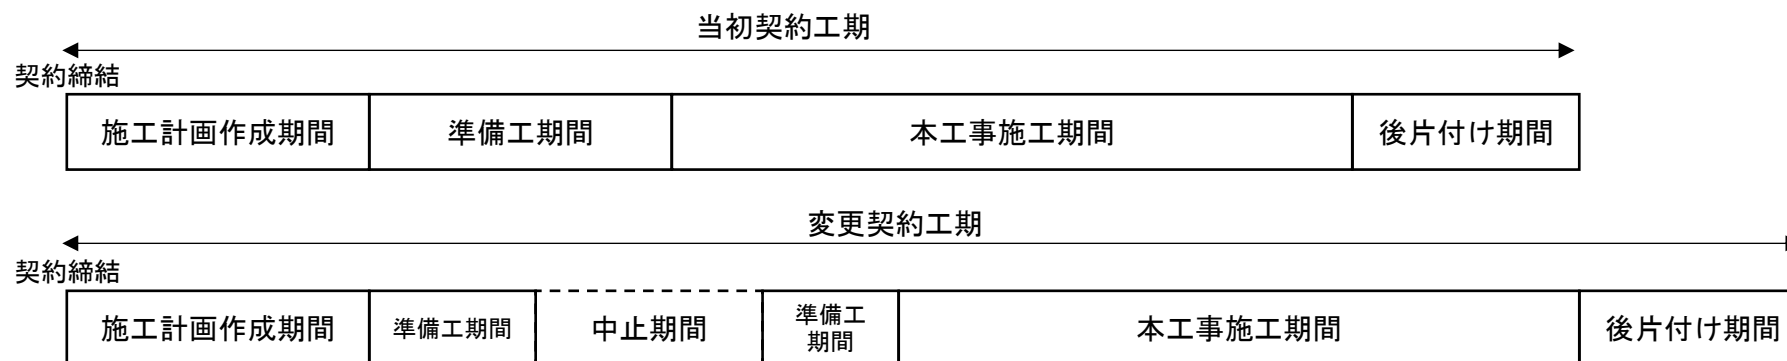 当初契約工期
契約締結
施工計画作成期間 準備工期間 本工事施工期間 後片付け期間
変更契約工期
契約締結
施工計画作成期間 準備工期間 中止期間 準備工 本工事施工期間 後片付け期間
期間